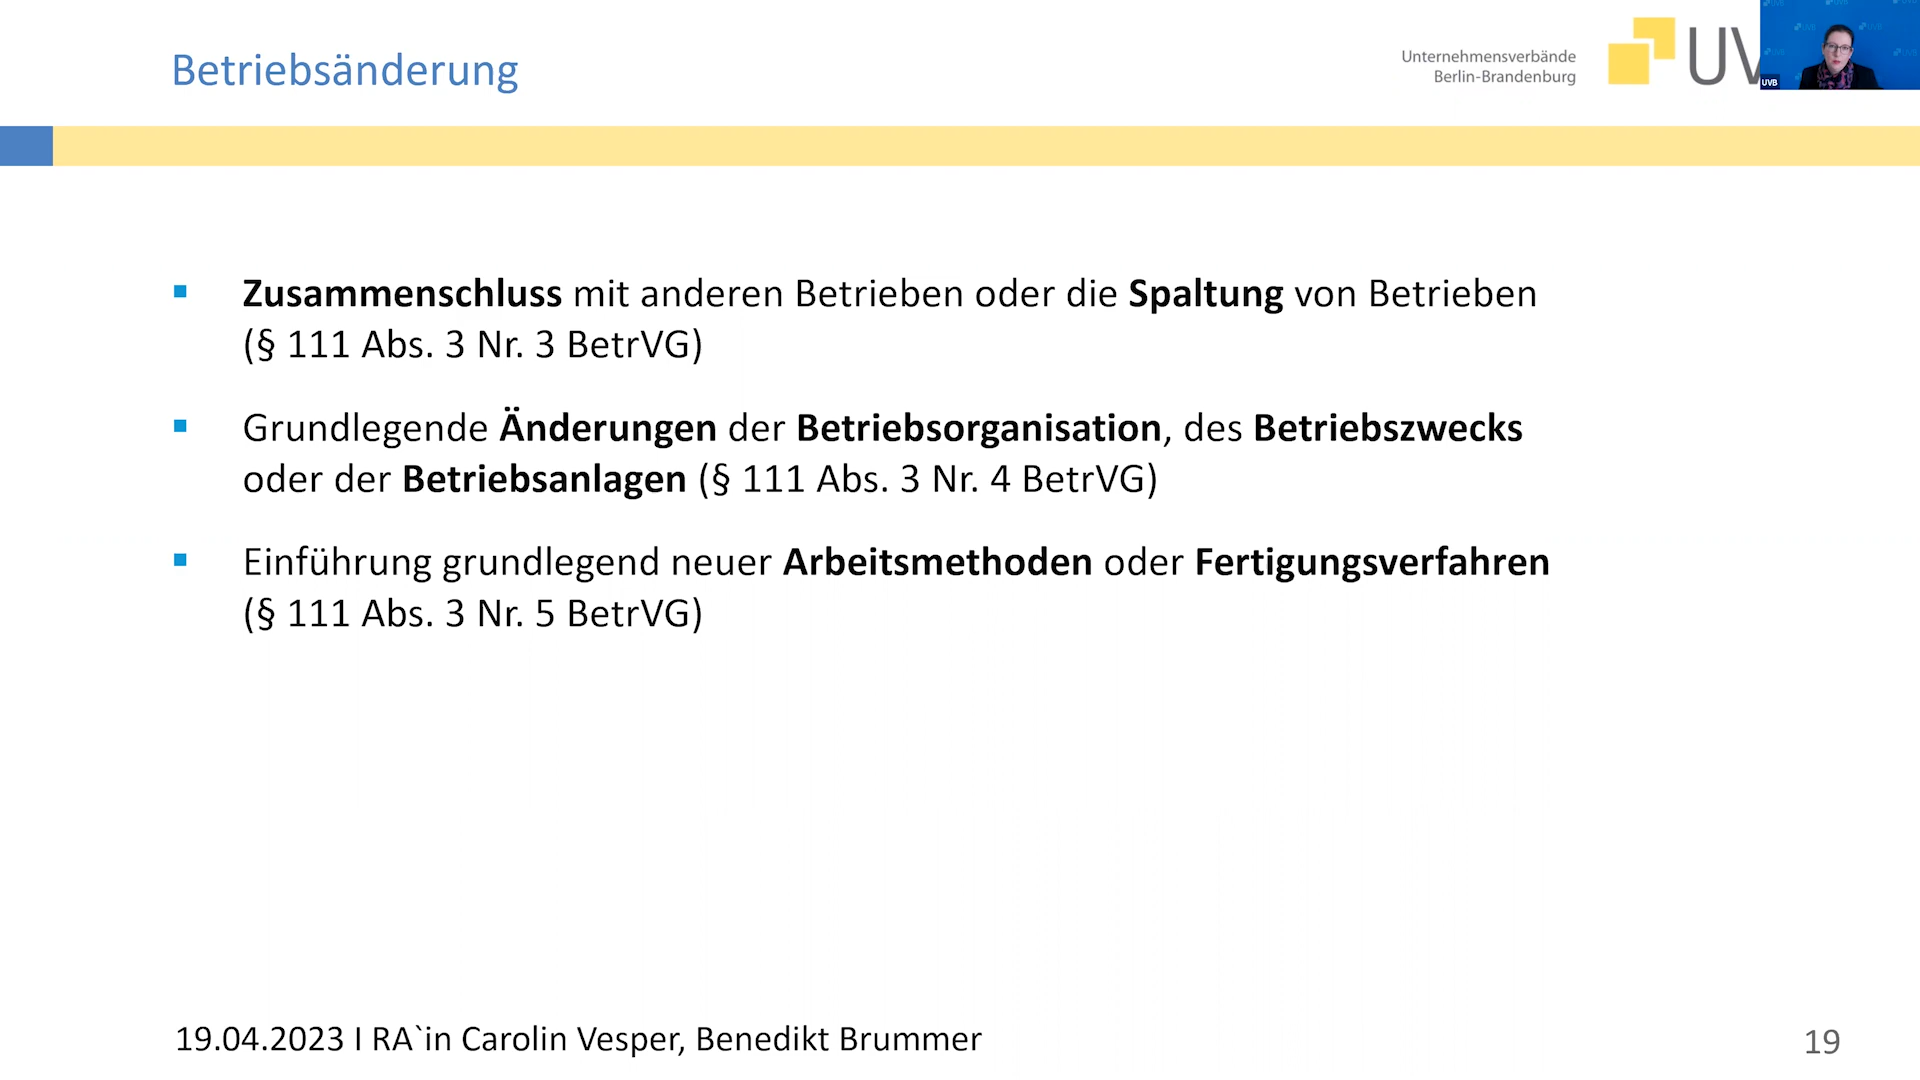 Betriebsänderung
Unternehmensverbände
Berlin-Brandenburg
UV
UVB
Zusammenschluss mit anderen Betrieben oder die Spaltung von Betrieben
(§ 111 Abs. 3 Nr. 3 BetrVG)
Grundlegende Änderungen der Betriebsorganisation, des Betriebszwecks
oder der Betriebsanlagen (§ 111 Abs. 3 Nr. 4 BetrVG)
Einführung grundlegend neuer Arbeitsmethoden oder Fertigungsverfahren
(§ 111 Abs. 3 Nr. 5 BetrVG)
19.04.2023 I RA`in Carolin Vesper, Benedikt Brummer
19